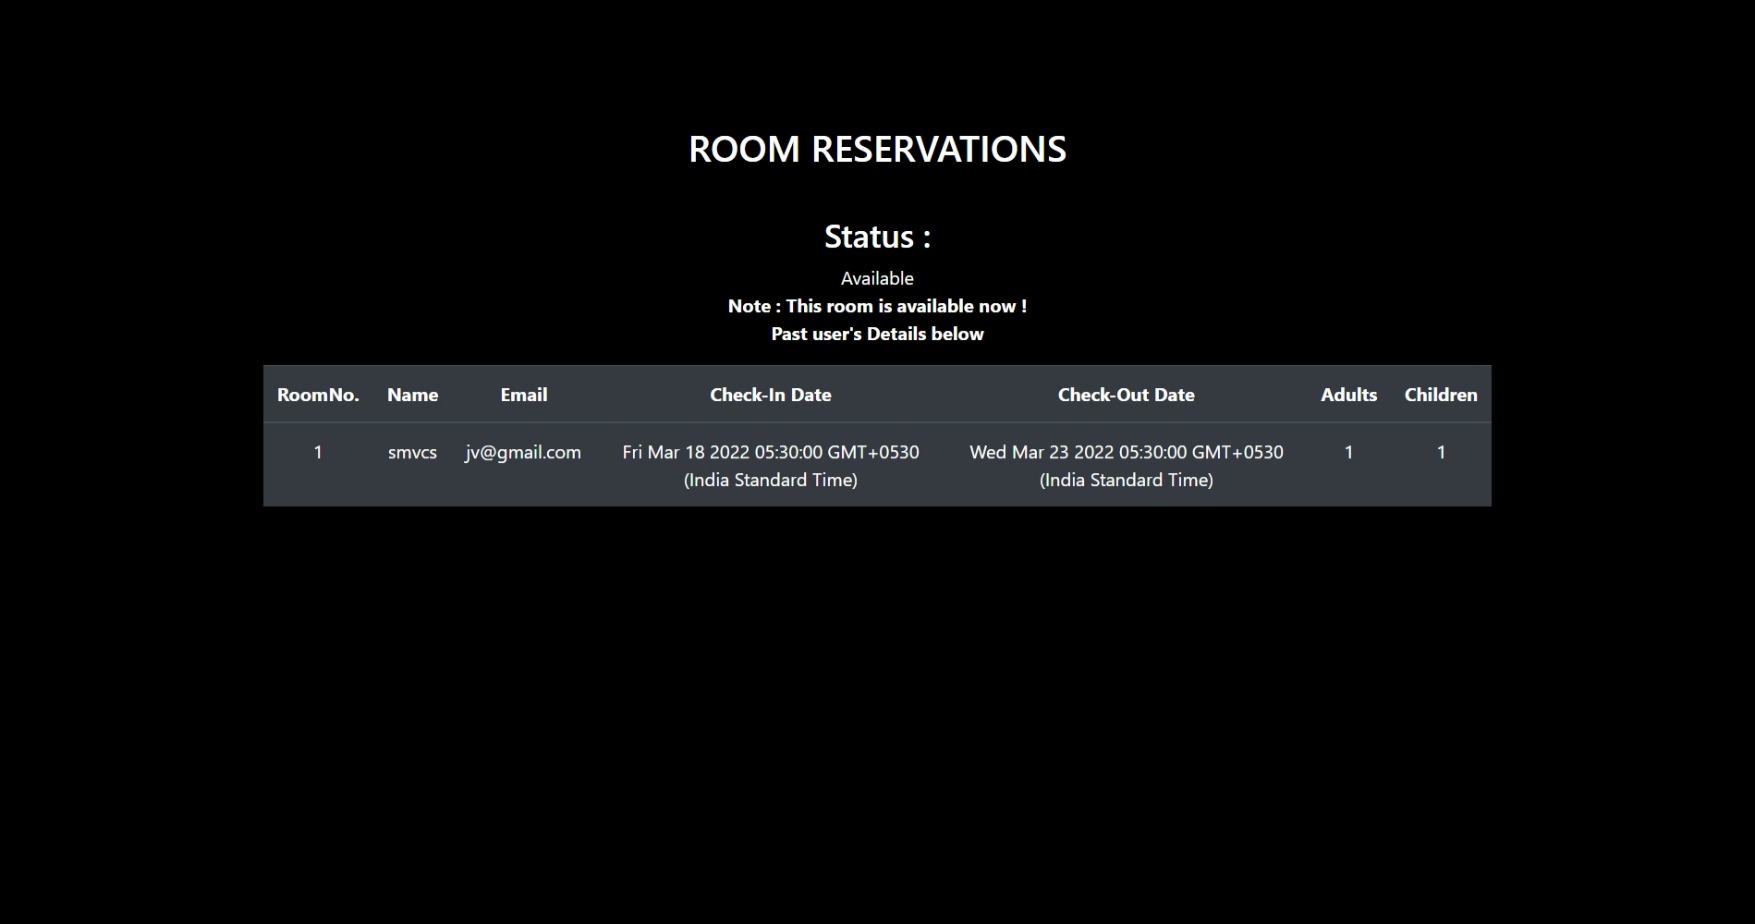 ROOM RESERVATIONS
Status :
Available
Note : This room is available now !
Past user's Details below
RoomNo. Name Email Check-In Date Check-Out Date Adults Children
1 smvcs jv@gmail.com Fri Mar 18 2022 05:30:00 GMT+0530 Wed Mar 23 2022 05:30:00 GMT+0530 1 1
(India Standard Time) (India Standard Time)